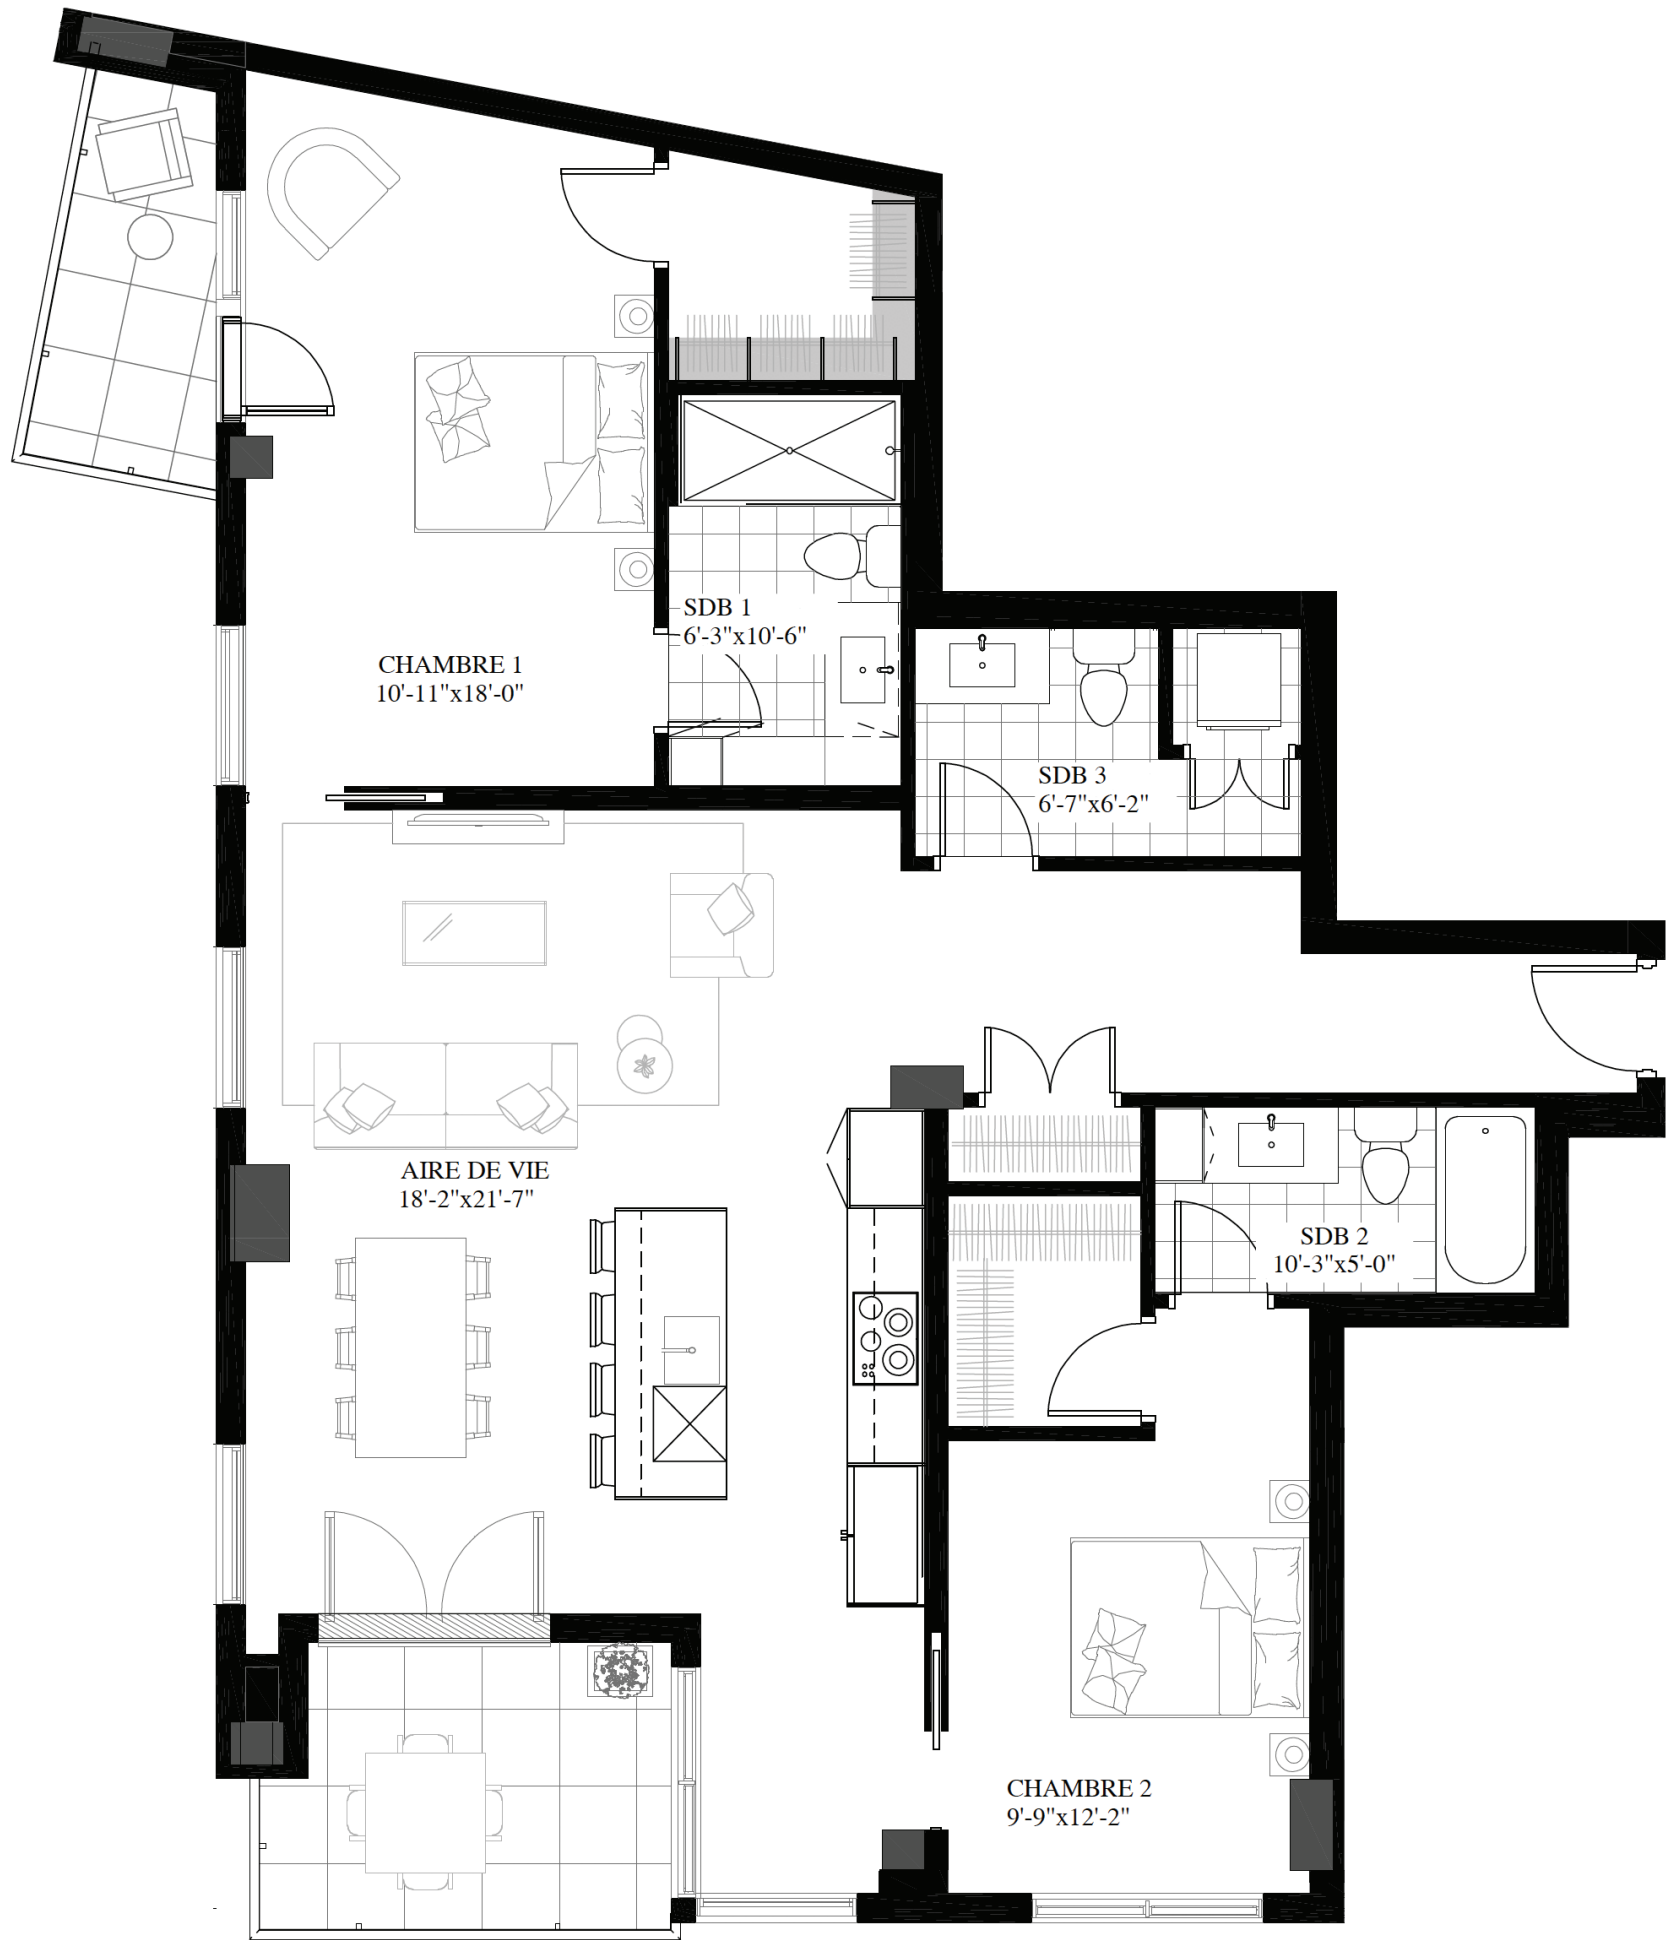 SDB 1
6'-3"x10'-6"
CHAMBRE 1
10'-11"x18'-0"
SDB 3
6'-7"x6'-2"
AIRE DE VIE
18'-2"x21'-7"
SDB 2
10'-3"x5'-0"
CHAMBRE 2
9'-9"x12'-2"